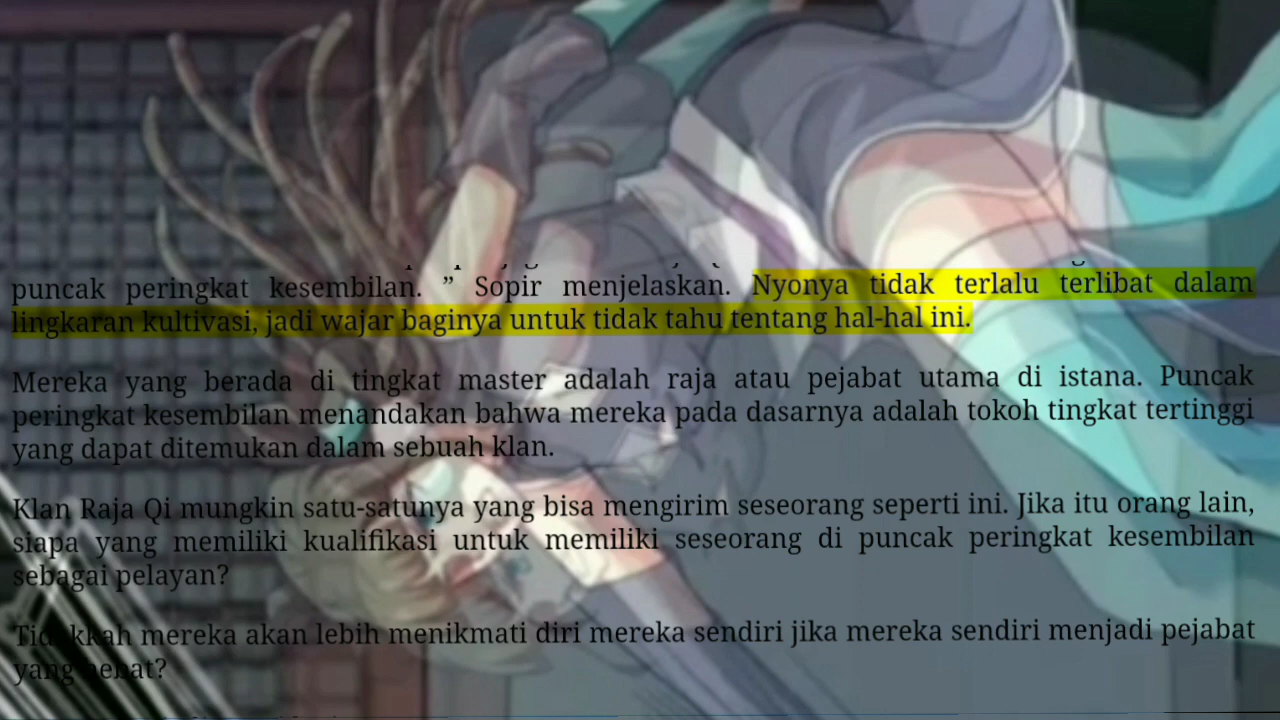 puncak peringkat kesembilan. ” Sopir menjelaskan. Nyonya tidak terlalu terlibat dalam
lingkaran kultivasi, jadi wajar baginya untuk tidak tahu tentang hal-hal ini.
Mereka yang berada di tingkat master adalah raja atau pejabat utama di istana. Puncak
peringkat kesembilan menandakan bahwa mereka pada dasarnya adalah tokoh tingkat tertinggi
yang dapat ditemukan dalam sebuah klan.
Klan Raja Qi mungkin satu-satunya yang bisa mengirim seseorang seperti ini. Jika itu orang lain,
siapa yang memiliki kualifikasi untuk memiliki seseorang di puncak peringkat kesembilan
sebagai pelayan?
Tidakkah mereka akan lebih menikmati diri mereka sendiri jika mereka sendiri menjadi pejabat
yang hebat?